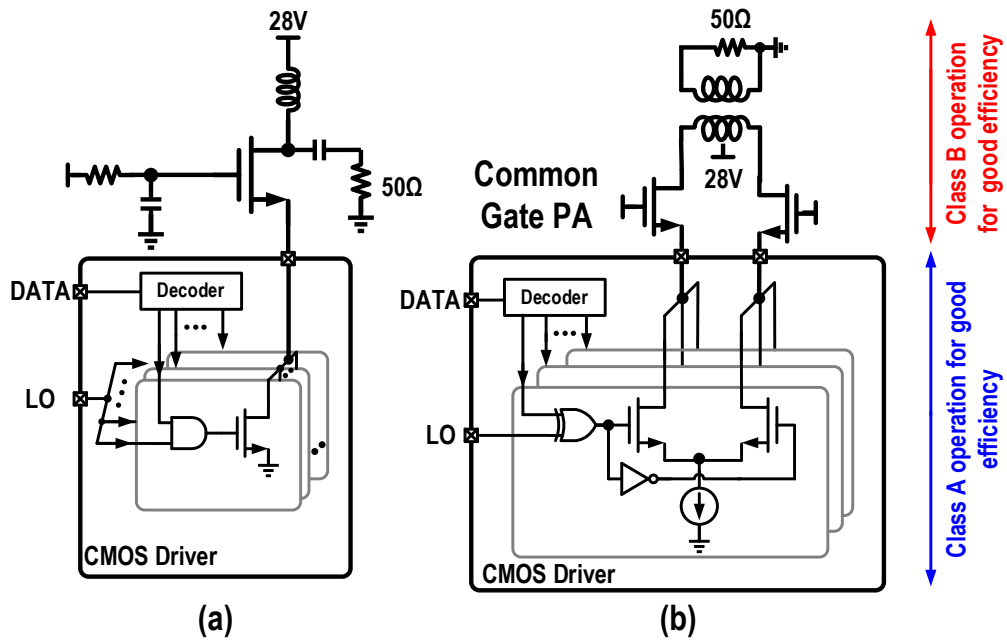 28V
50Ω
DATA
Decoder
LO
CMOS Driver
(a)
50Ω
28V
Common
Gate PA
DATA
Decoder
LO
CMOS Driver
(b)
Class B operation
for good efficiency
Class A operation for good
efficiency